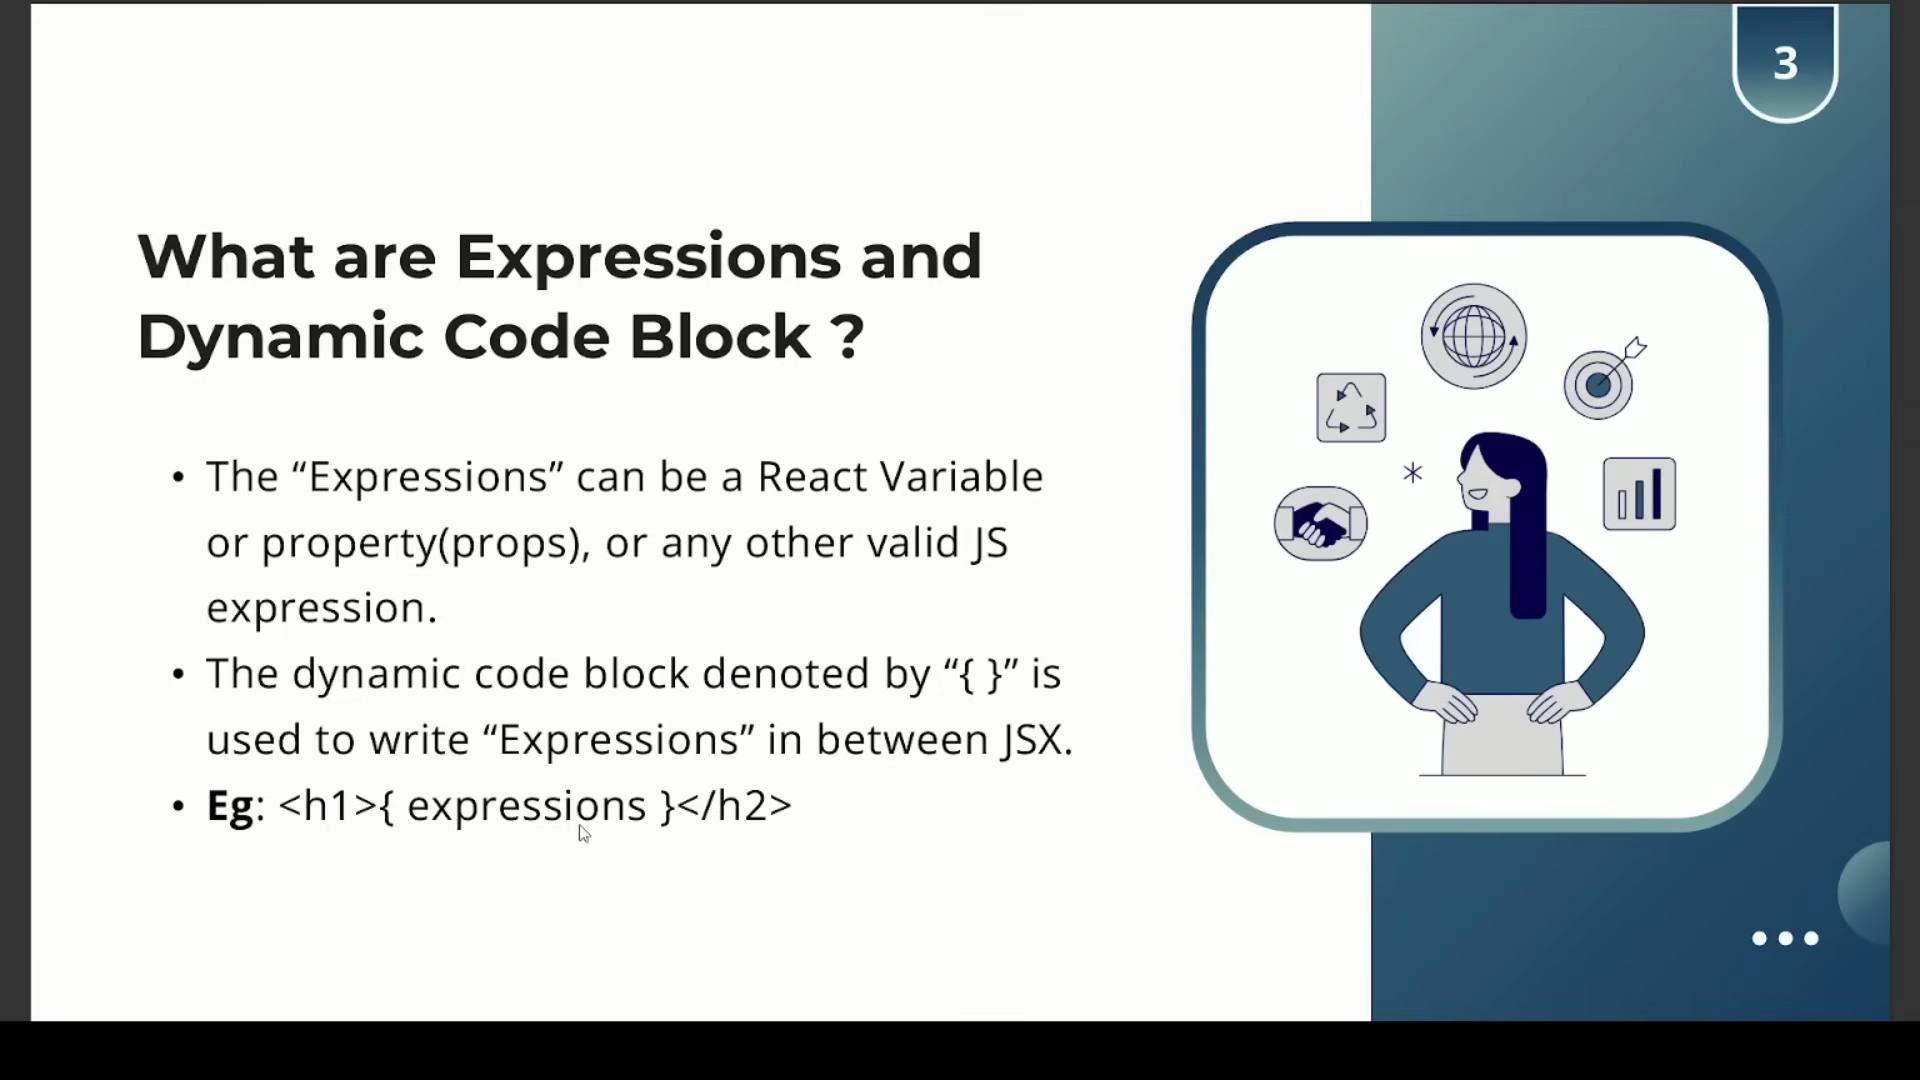 3
What are Expressions and
Dynamic Code Block ?
• The “Expressions” can be a React Variable
or property(props), or any other valid JS
expression.
• The dynamic code block denoted by “{ }” is
used to write “Expressions” in between JSX.
• Eg: <h1>{ expressions }</h2>